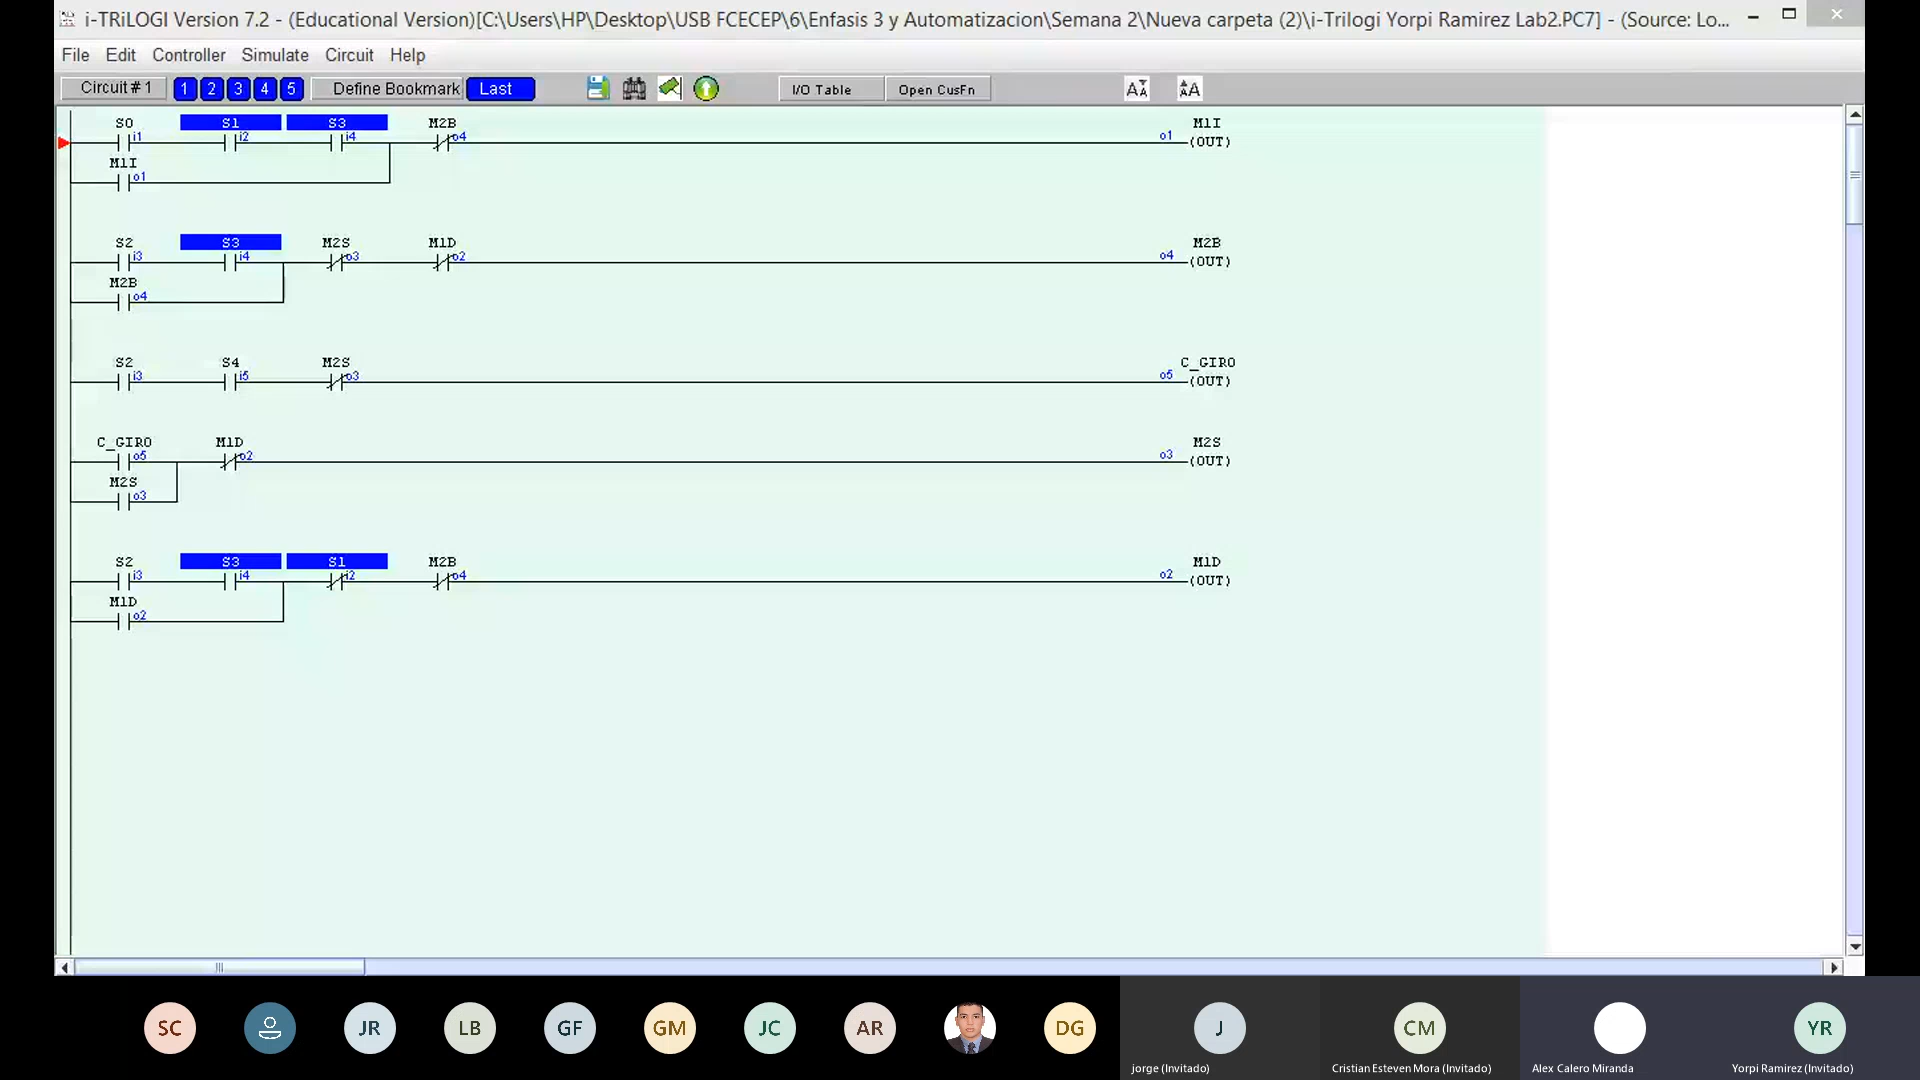 i-TRiLOGI Version 7.2 - (Educational Version)[C:\Users\HP\Desktop\USB FCECEP\6\Enfasis 3 y Automatizacion\Semana 2\Nueva carpeta (2)\i-Trilogi Yorpi Ramirez Lab2.PC7] - (Source: Lo...
File Edit Controller Simulate Circuit Help
Circuit # 1 1 2 3 4 5 Define Bookmark Last I/O Table Open CusFn
S0 S1 S3 M2B M1I
i1 i2 i4 o4 o1 (OUT)
M1I
o1
S2 S3 M2S M1D M2B
i3 i4 o3 o2 o4 (OUT)
M2B
o4
S2 S4 M2S C_GIRO
i3 i5 o3 o5 (OUT)
C_GIRO M1D M2S
o5 o2 o3 (OUT)
M2S
o3
S2 S3 S1 M2B M1D
i3 i4 i2 o4 o2 (OUT)
M1D
o2
SC JR LB GF GM JC AR DG J CM YR
jorge (Invitado) Cristian Esteven Mora (Invitado) Alex Calero Miranda Yorpi Ramirez (Invitado)